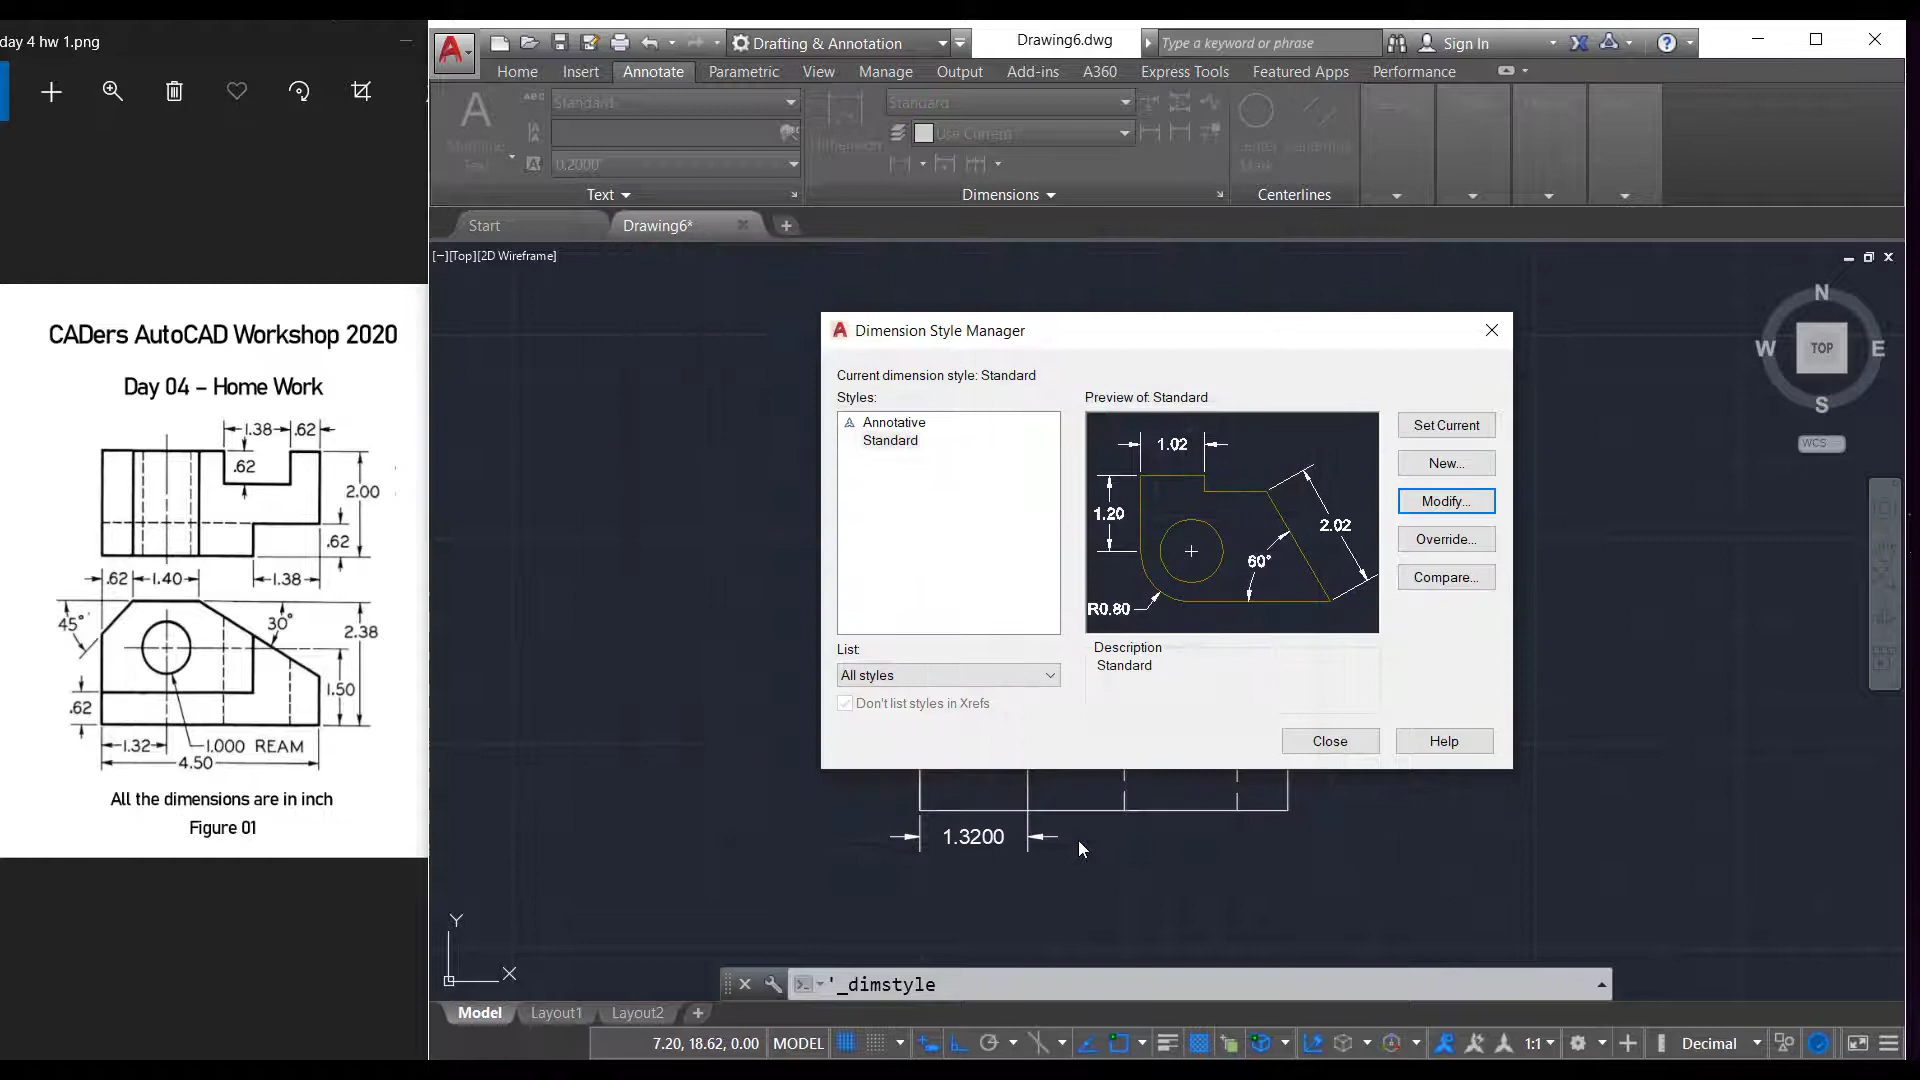 day 4 hw 1.png
CADers AutoCAD Workshop 2020
Day 04 – Home Work
1.38 .62
.62
2.00
.62
.62 1.40 1.38
45° 30°
2.38
1.50
.62
1.32 1.000 REAM
4.50
All the dimensions are in inch
Figure 01
Drafting & Annotation Drawing6.dwg Type a keyword or phrase Sign In
Home Insert Annotate Parametric View Manage Output Add-ins A360 Express Tools Featured Apps Performance
Standard Standard
Use Current
Text 0.2000
Text Dimensions Centerlines
Start Drawing6*
[−][Top][2D Wireframe]
N
W TOP E
S
WCS
Dimension Style Manager
Current dimension style: Standard
Styles: Preview of: Standard
Annotative
Standard
1.02
1.20
2.02
60°
R0.80
Set Current
New...
Modify...
Override...
Compare...
List:
All styles
Don't list styles in Xrefs
Description
Standard
Close Help
1.3200
Y
X
'_dimstyle
Model Layout1 Layout2
7.20, 18.62, 0.00 MODEL 1:1 Decimal